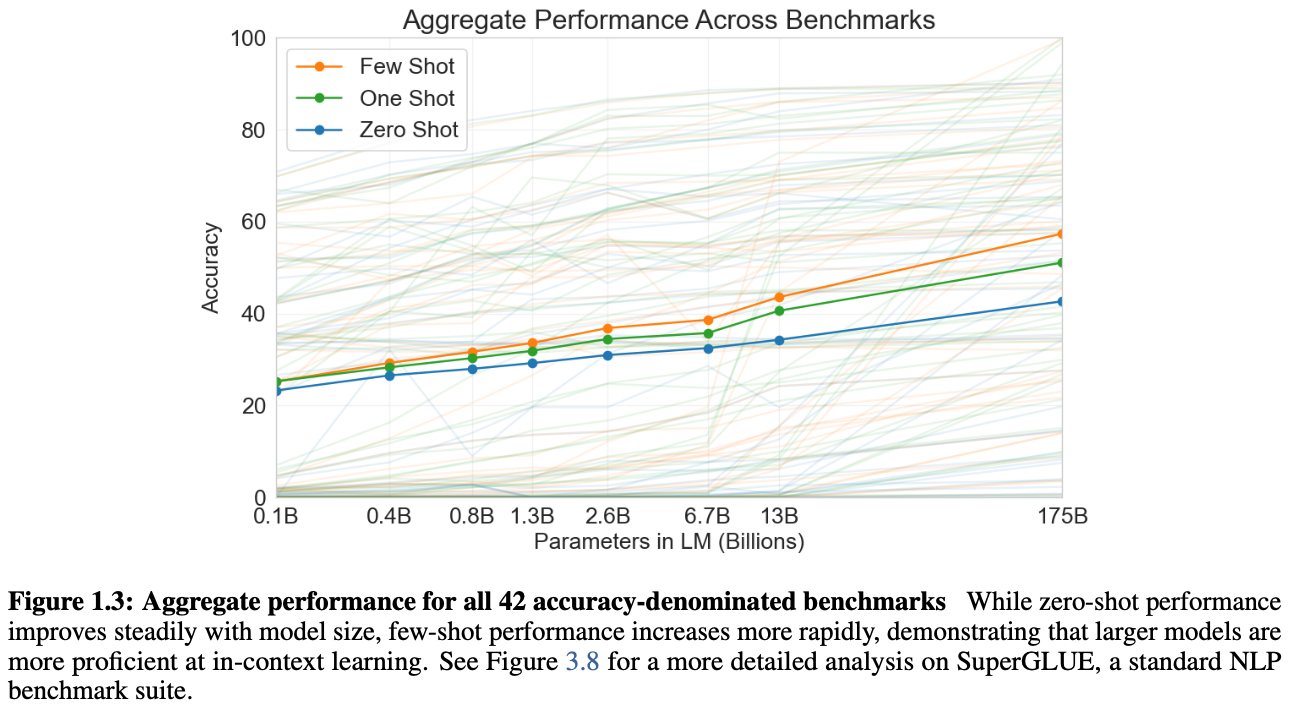 Aggregate Performance Across Benchmarks
100
80
60
40
20
0
Accuracy
Few Shot
One Shot
Zero Shot
0.1B 0.4B 0.8B 1.3B 2.6B 6.7B 13B 175B
Parameters in LM (Billions)
Figure 1.3: Aggregate performance for all 42 accuracy-denominated benchmarks While zero-shot performance
improves steadily with model size, few-shot performance increases more rapidly, demonstrating that larger models are
more proficient at in-context learning. See Figure 3.8 for a more detailed analysis on SuperGLUE, a standard NLP
benchmark suite.